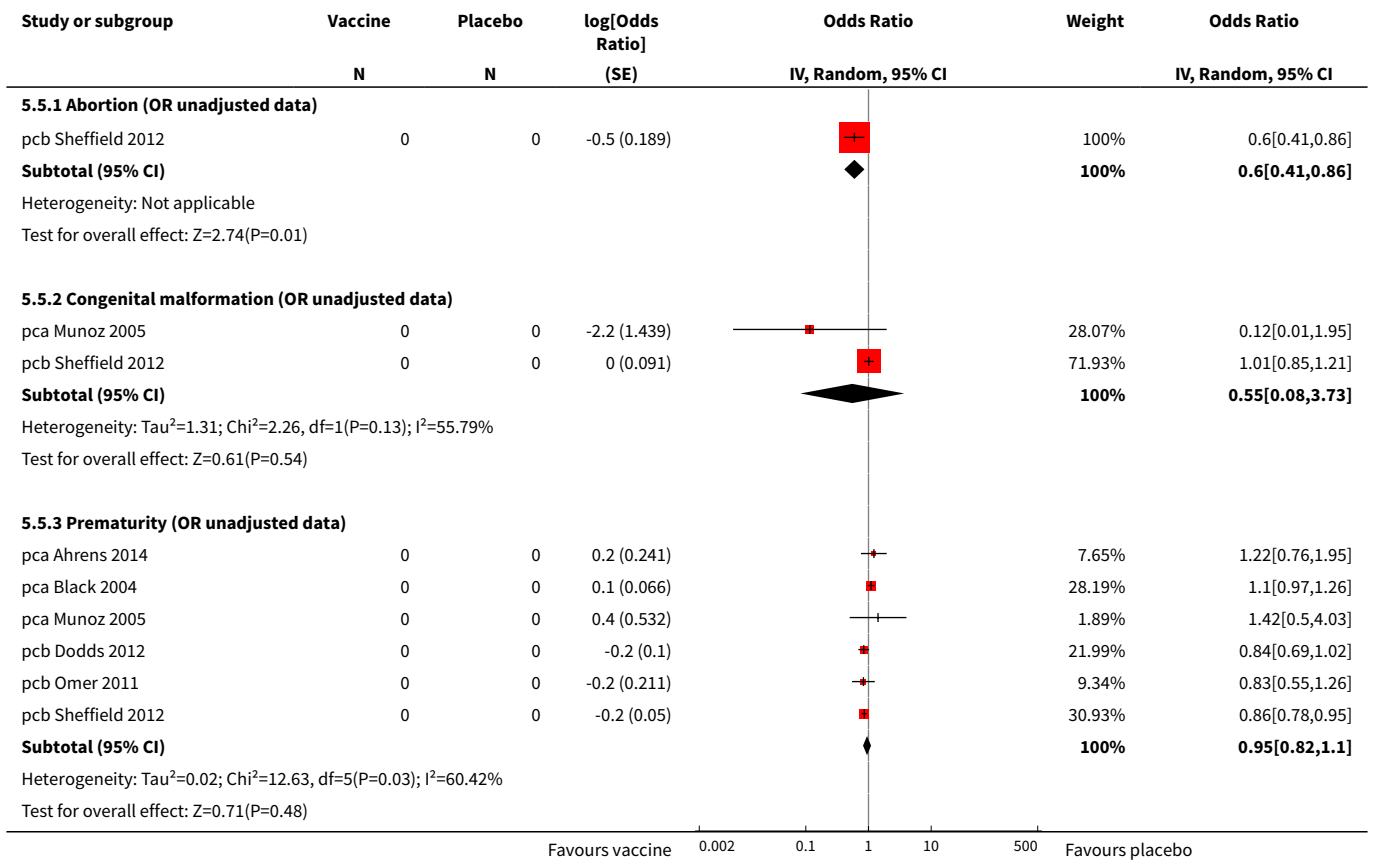 Study or subgroup Vaccine Placebo log[Odds Ratio] Odds Ratio Weight Odds Ratio
N N (SE) IV, Random, 95% CI IV, Random, 95% CI
5.5.1 Abortion (OR unadjusted data)
pcb Sheffield 2012 0 0 -0.5 (0.189) 100% 0.6[0.41,0.86]
Subtotal (95% CI) 100% 0.6[0.41,0.86]
Heterogeneity: Not applicable
Test for overall effect: Z=2.74(P=0.01)
5.5.2 Congenital malformation (OR unadjusted data)
pca Munoz 2005 0 0 -2.2 (1.439) 28.07% 0.12[0.01,1.95]
pcb Sheffield 2012 0 0 0 (0.091) 71.93% 1.01[0.85,1.21]
Subtotal (95% CI) 100% 0.55[0.08,3.73]
Heterogeneity: Tau²=1.31; Chi²=2.26, df=1(P=0.13); I²=55.79%
Test for overall effect: Z=0.61(P=0.54)
5.5.3 Prematurity (OR unadjusted data)
pca Ahrens 2014 0 0 0.2 (0.241) 7.65% 1.22[0.76,1.95]
pca Black 2004 0 0 0.1 (0.066) 28.19% 1.1[0.97,1.26]
pca Munoz 2005 0 0 0.4 (0.532) 1.89% 1.42[0.5,4.03]
pcb Dodds 2012 0 0 -0.2 (0.1) 21.99% 0.84[0.69,1.02]
pcb Omer 2011 0 0 -0.2 (0.211) 9.34% 0.83[0.55,1.26]
pcb Sheffield 2012 0 0 -0.2 (0.05) 30.93% 0.86[0.78,0.95]
Subtotal (95% CI) 100% 0.95[0.82,1.1]
Heterogeneity: Tau²=0.02; Chi²=12.63, df=5(P=0.03); I²=60.42%
Test for overall effect: Z=0.71(P=0.48)
Favours vaccine 0.002 0.1 1 10 500 Favours placebo